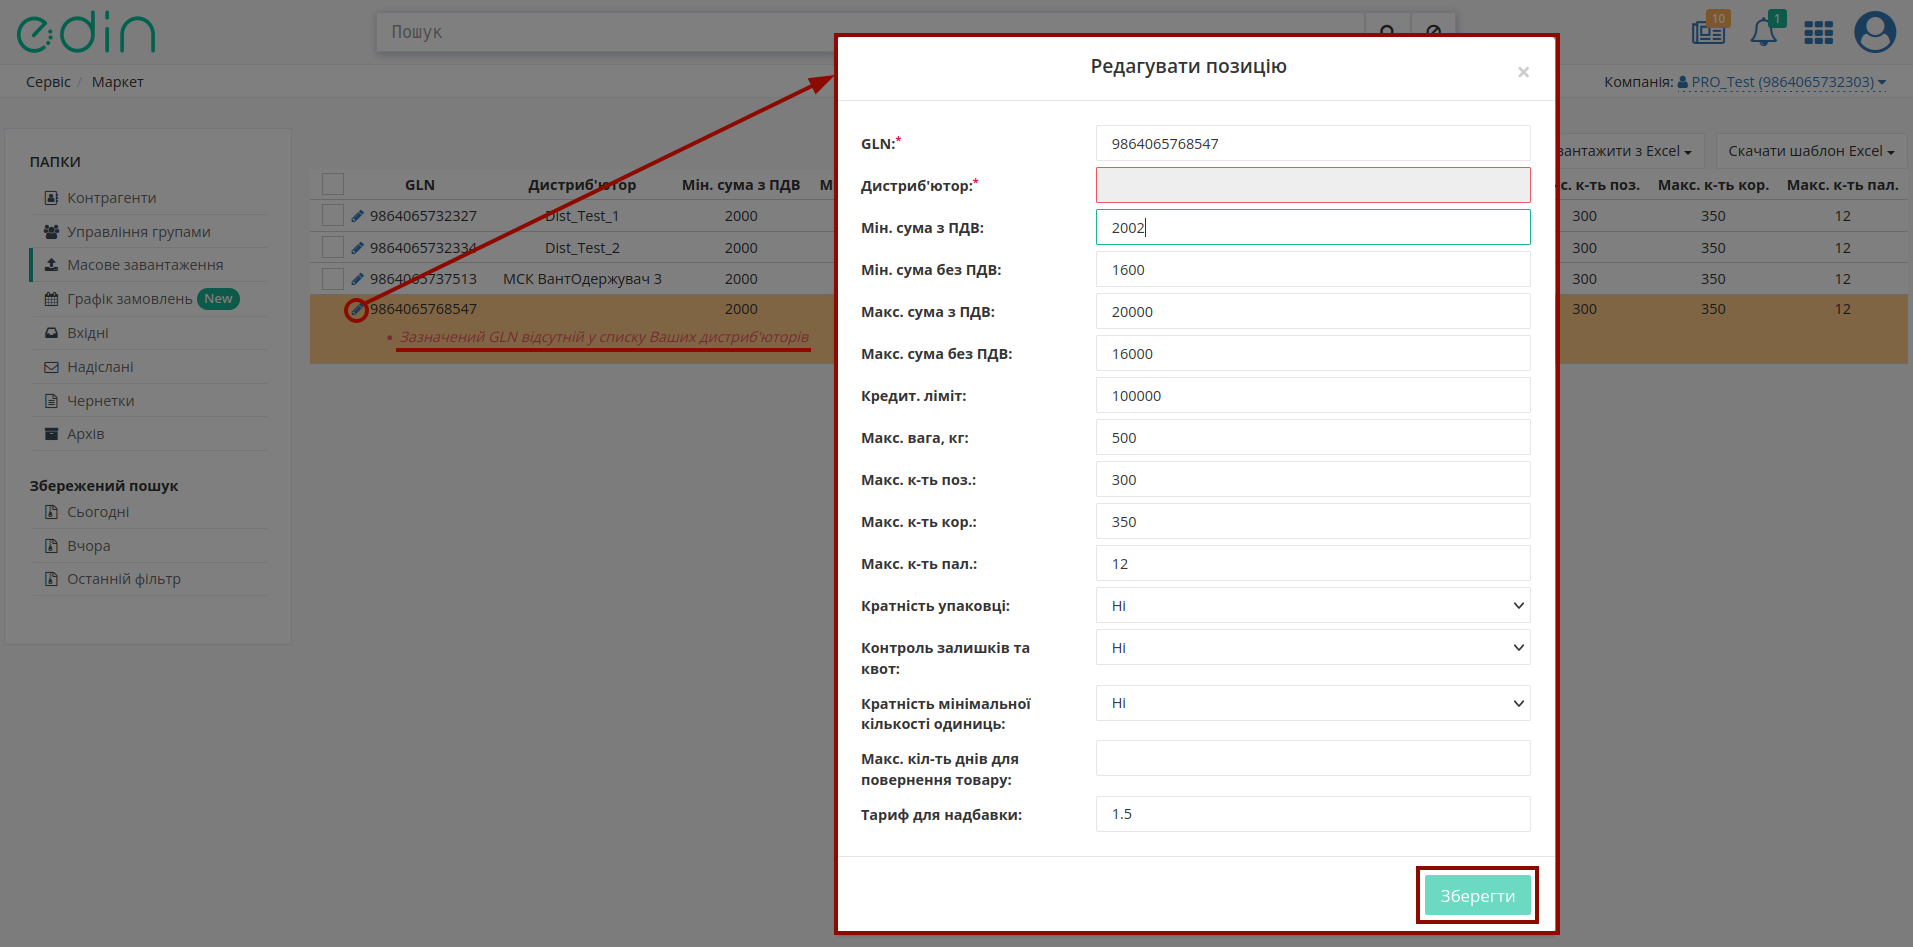 edin
Пошук
10
1
Сервіс / Маркет
Компанія: PRO_Test (9864065732303)
ПАПКИ
Контрагенти
Управління групами
Масове завантаження
Графік замовлень New
Вхідні
Надіслані
Чернетки
Архів
Збережений пошук
Сьогодні
Вчора
Останній фільтр
вантажити з Excel
Скачати шаблон Excel
GLN Дистриб'ютор Мін. сума з ПДВ М с. к-ть поз. Макс. к-ть кор. Макс. к-ть пал.
9864065732327 Dist_Test_1 2000 300 350 12
9864065732334 Dist_Test_2 2000 300 350 12
9864065737513 МСК ВантОдержувач 3 2000 300 350 12
9864065768547 2000 300 350 12
• Зазначений GLN відсутній у списку Ваших дистриб'юторів
Редагувати позицію ×
GLN:* 9864065768547
Дистриб'ютор:*
Мін. сума з ПДВ: 2002
Мін. сума без ПДВ: 1600
Макс. сума з ПДВ: 20000
Макс. сума без ПДВ: 16000
Кредит. ліміт: 100000
Макс. вага, кг: 500
Макс. к-ть поз.: 300
Макс. к-ть кор.: 350
Макс. к-ть пал.: 12
Кратність упаковці: Ні
Контроль залишків та
квот: Ні
Кратність мінімальної
кількості одиниць: Ні
Макс. кіл-ть днів для
повернення товару:
Тариф для надбавки: 1.5
Зберегти